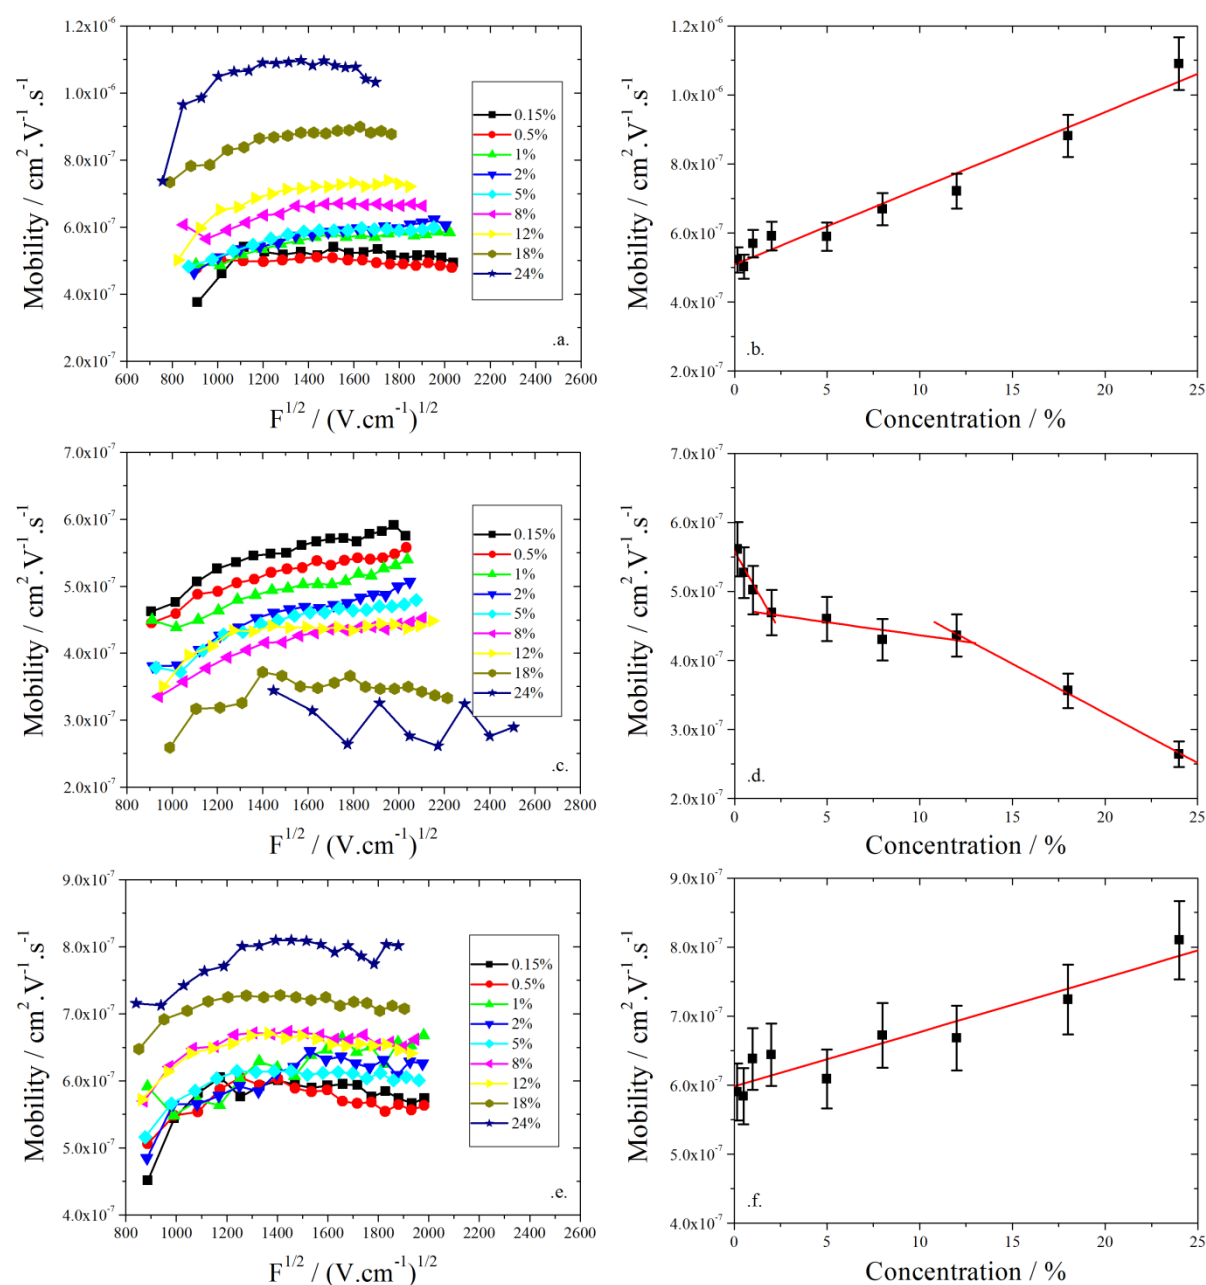 1.2x10⁻⁶
1.0x10⁻⁶
8.0x10⁻⁷
6.0x10⁻⁷
4.0x10⁻⁷
2.0x10⁻⁷
Mobility / cm².V⁻¹.s⁻¹
600 800 1000 1200 1400 1600 1800 2000 2200 2400 2600
F¹/² / (V.cm⁻¹)¹/²
0.15%
0.5%
1%
2%
5%
8%
12%
18%
24%
.a.
1.2x10⁻⁶
1.0x10⁻⁶
8.0x10⁻⁷
6.0x10⁻⁷
4.0x10⁻⁷
2.0x10⁻⁷
Mobility / cm².V⁻¹.s⁻¹
.b.
0 5 10 15 20 25
Concentration / %
7.0x10⁻⁷
6.0x10⁻⁷
5.0x10⁻⁷
4.0x10⁻⁷
3.0x10⁻⁷
2.0x10⁻⁷
Mobility / cm².V⁻¹.s⁻¹
800 1000 1200 1400 1600 1800 2000 2200 2400 2600 2800
F¹/² / (V.cm⁻¹)¹/²
0.15%
0.5%
1%
2%
5%
8%
12%
18%
24%
.c.
7.0x10⁻⁷
6.0x10⁻⁷
5.0x10⁻⁷
4.0x10⁻⁷
3.0x10⁻⁷
2.0x10⁻⁷
Mobility / cm².V⁻¹.s⁻¹
.d.
0 5 10 15 20 25
Concentration / %
9.0x10⁻⁷
8.0x10⁻⁷
7.0x10⁻⁷
6.0x10⁻⁷
5.0x10⁻⁷
4.0x10⁻⁷
Mobility / cm².V⁻¹.s⁻¹
800 1000 1200 1400 1600 1800 2000 2200 2400 2600
F¹/² / (V.cm⁻¹)¹/²
0.15%
0.5%
1%
2%
5%
8%
12%
18%
24%
.e.
9.0x10⁻⁷
8.0x10⁻⁷
7.0x10⁻⁷
6.0x10⁻⁷
5.0x10⁻⁷
4.0x10⁻⁷
Mobility / cm².V⁻¹.s⁻¹
.f.
0 5 10 15 20 25
Concentration / %